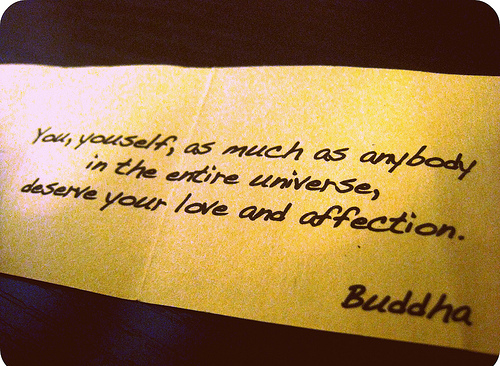 You, youself, as much as anybody
in the entire universe,
deserve your love and affection.
Buddha